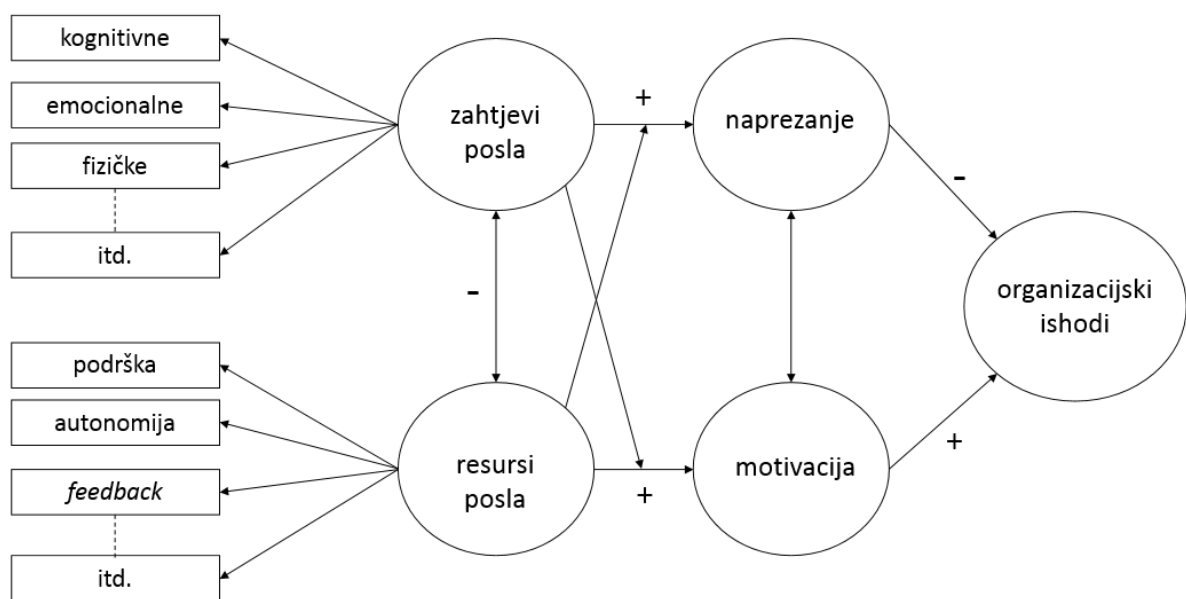 kognitivne
emocionalne
fizičke
itd.
podrška
autonomija
feedback
itd.
zahtjevi
posla
-
resursi
posla
+
+
naprezanje
motivacija
-
+
organizacijski
ishodi